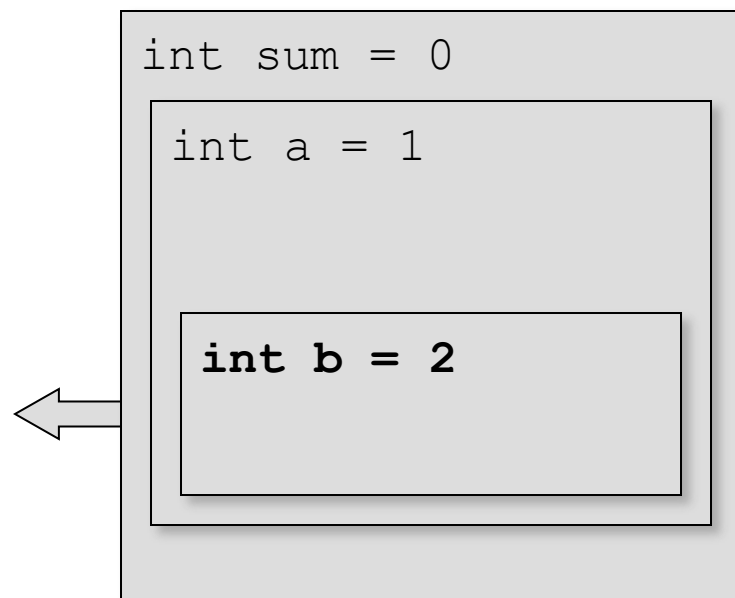 int sum = 0
int a = 1
int b = 2